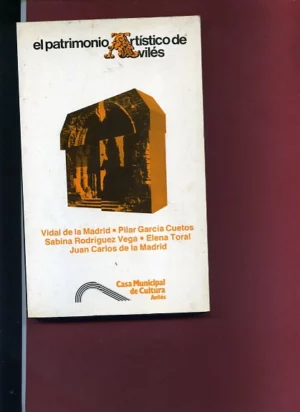 el patrimonio Artístico de
Avilés
Vidal de la Madrid • Pilar García Cuetos
Sabina Rodríguez Vega • Elena Toral
Juan Carlos de la Madrid
Casa Municipal
de Cultura
Avilés